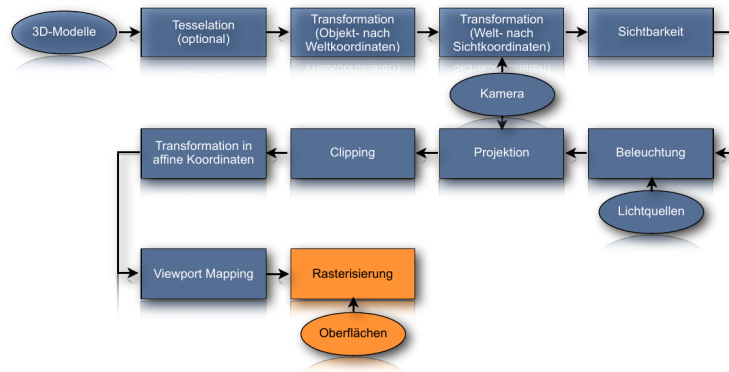 3D-Modelle
Tesselation
(optional)
Transformation
(Objekt- nach
Weltkoordinaten)
Transformation
(Welt- nach
Sichtkoordinaten)
Sichtbarkeit
Kamera
Transformation in
affine Koordinaten
Clipping
Projektion
Beleuchtung
Lichtquellen
Viewport Mapping
Rasterisierung
Oberflächen